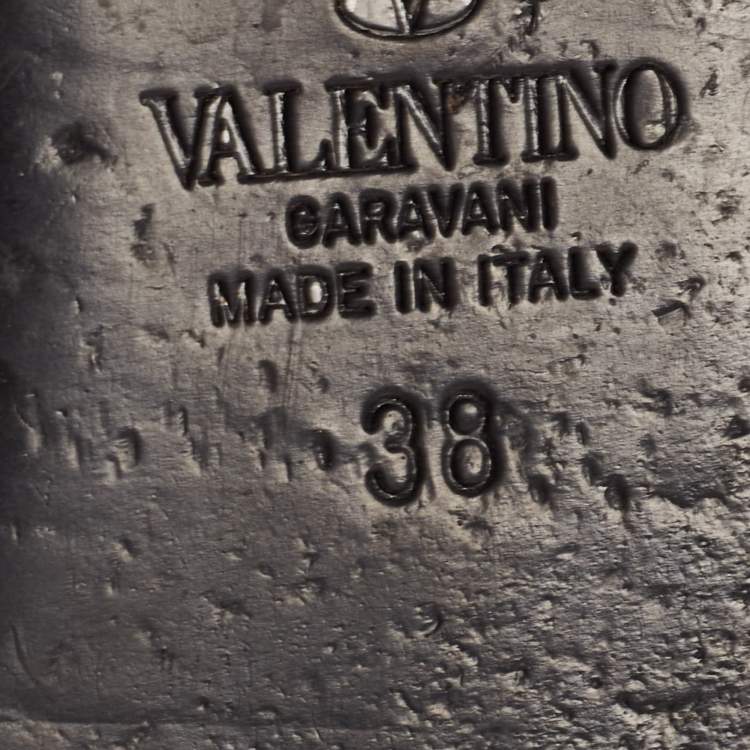 VALENTINO
GARAVANI
MADE IN ITALY
38